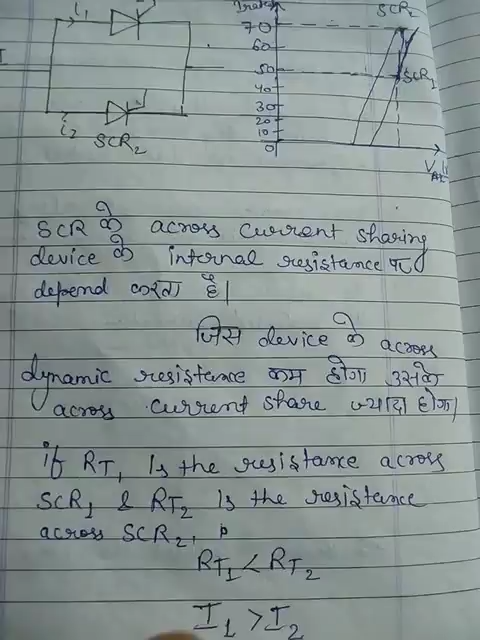 i1
SCR2
70
60
I
50
SCR1
40
i2
30
20
SCR2
10
0
SCR के across current sharing
device के internal resistance पर
depend करता है।
जिस device के across
dynamic resistance कम होगा उसके
across current share ज्यादा होगा
if RT1 Is the resistance across
SCR1 & RT2 Is the resistance
across SCR2,
RT1 < RT2
I1 > I2